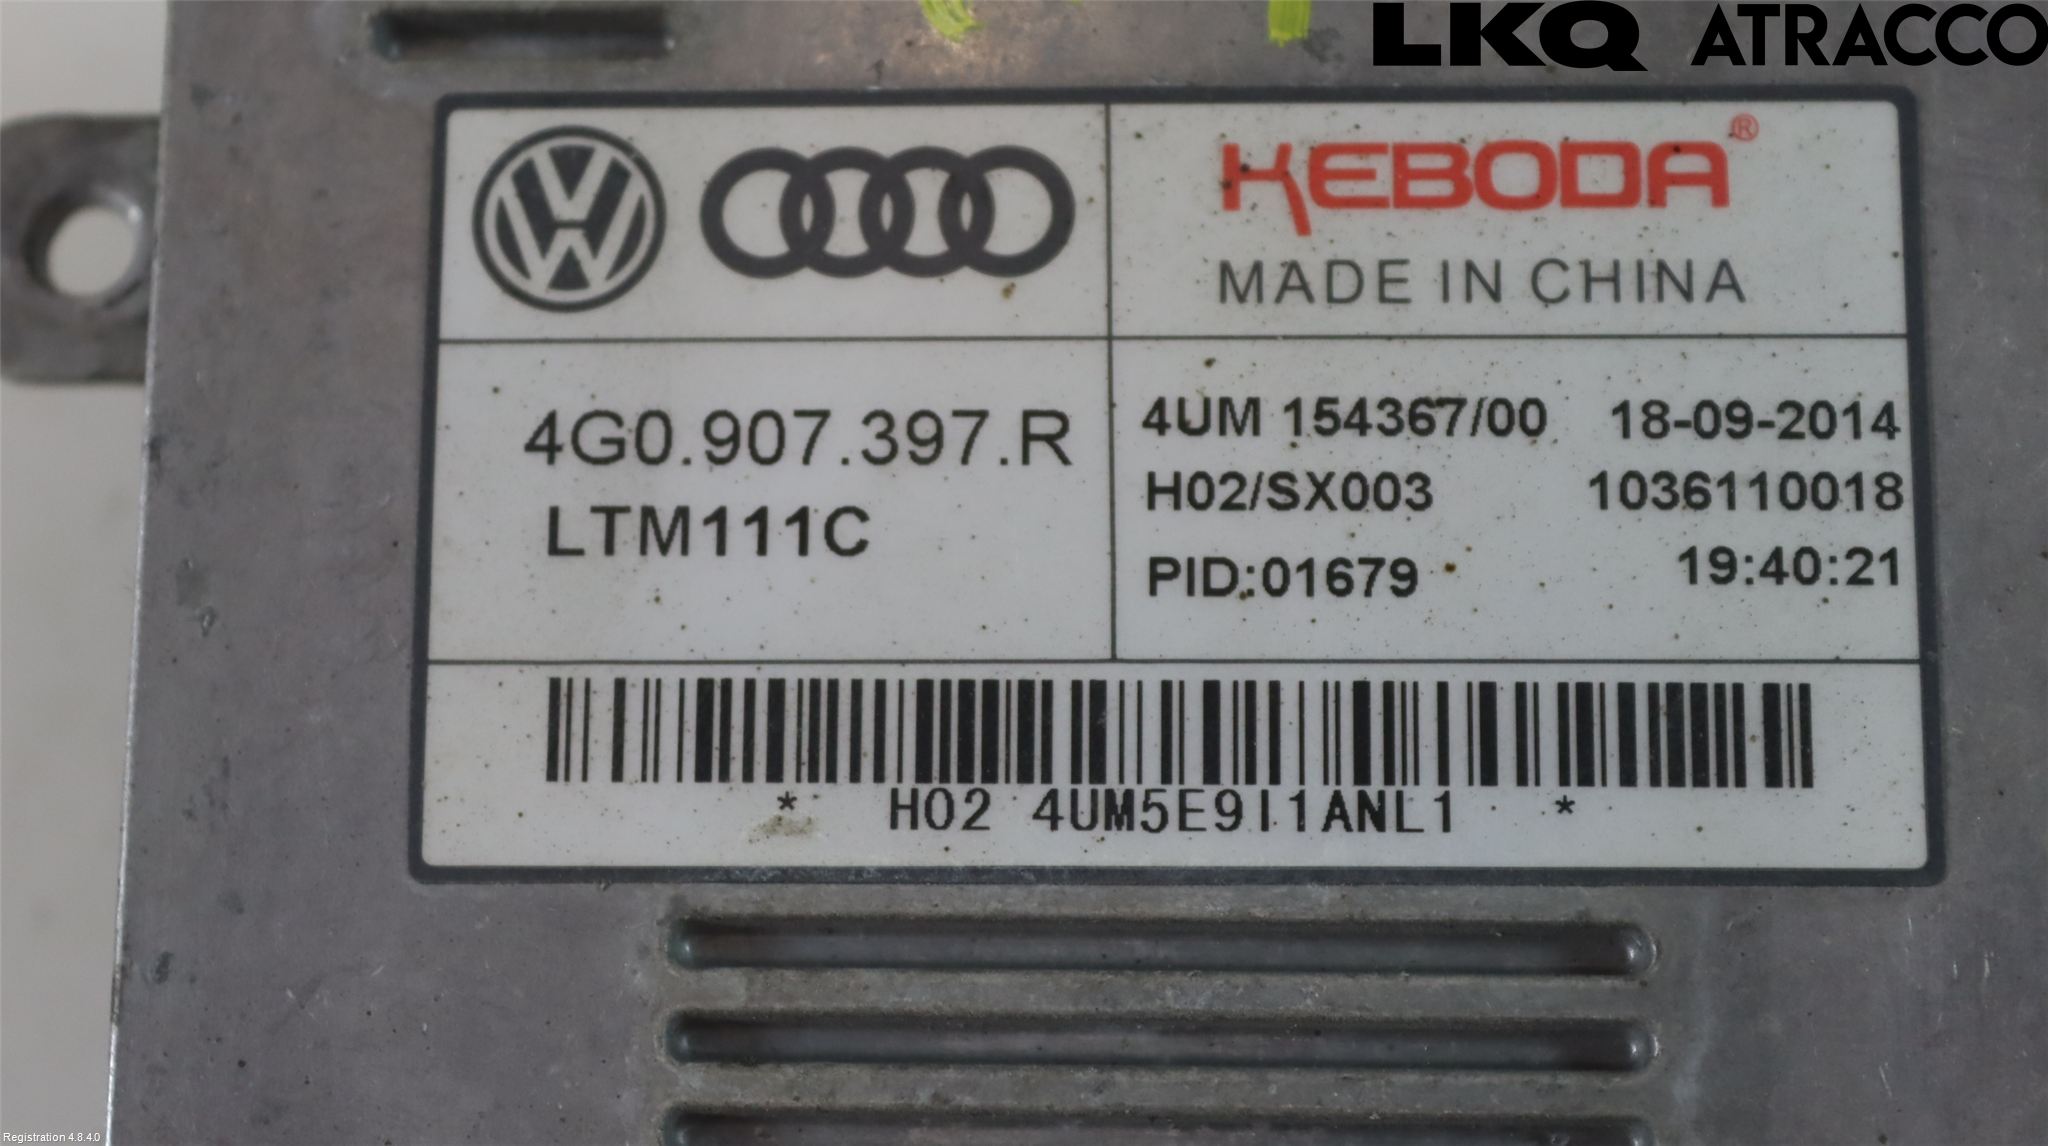 LKQ ATRACCO
KEBODA®
MADE IN CHINA
4G0.907.397.R
LTM111C
4UM 154367/00 18-09-2014
H02/SX003 1036110018
PID:01679 19:40:21
* H02 4UM5E9I1ANL1 *
Registration 4.8.4.0